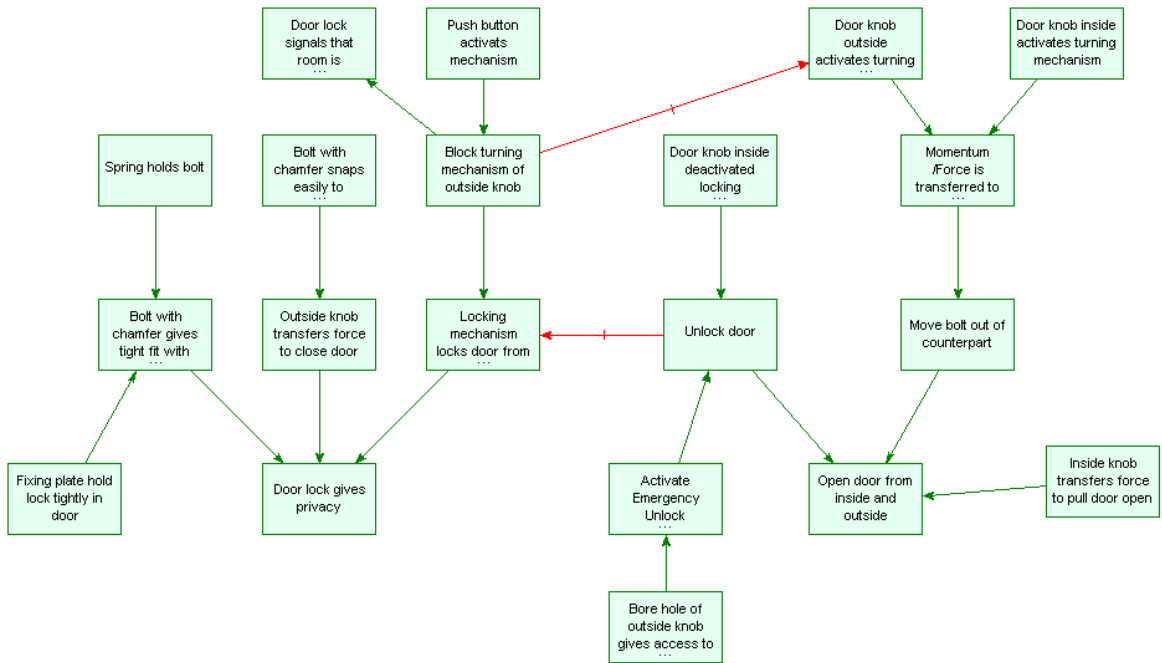 Door lock
signals that
room is
...
Push button
activats
mechanism
Door knob
outside
activates turning
...
Door knob inside
activates turning
mechanism
Spring holds bolt
Bolt with
chamfer snaps
easily to
...
Block turning
mechanism of
outside knob
Door knob inside
deactivated
locking
...
Momentum
/Force is
transferred to
...
Bolt with
chamfer gives
tight fit with
...
Outside knob
transfers force
to close door
Locking
mechanism
locks door from
...
Unlock door
Move bolt out of
counterpart
Fixing plate hold
lock tightly in
door
Door lock gives
privacy
Activate
Emergency
Unlock
...
Open door from
inside and
outside
Inside knob
transfers force
to pull door open
Bore hole of
outside knob
gives access to
...